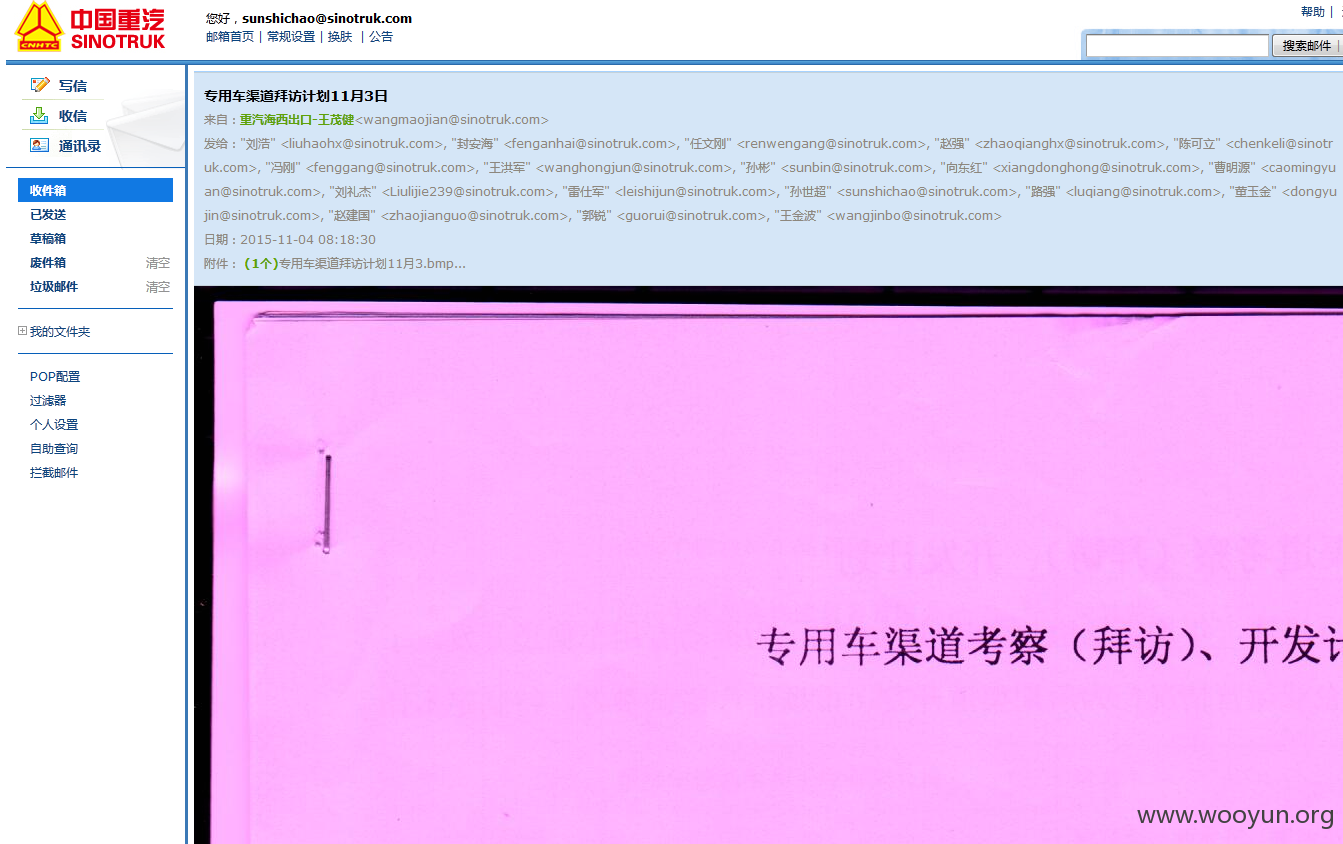 中国重汽
SINOTRUK
CNHTC
您好，sunshichao@sinotruk.com
邮箱首页 | 常规设置 | 换肤 | 公告
帮助 |
搜索邮件
写信
收信
通讯录
收件箱
已发送
草稿箱
废件箱 清空
垃圾邮件 清空
我的文件夹
POP配置
过滤器
个人设置
自助查询
拦截邮件
专用车渠道拜访计划11月3日
来自：重汽海西出口-王茂健<wangmaojian@sinotruk.com>
发给："刘浩" <liuhaohx@sinotruk.com>, "封安海" <fenganhai@sinotruk.com>, "任文刚" <renwengang@sinotruk.com>, "赵强" <zhaoqianghx@sinotruk.com>, "陈可立" <chenkeli@sinotr
uk.com>, "冯刚" <fenggang@sinotruk.com>, "王洪军" <wanghongjun@sinotruk.com>, "孙彬" <sunbin@sinotruk.com>, "向东红" <xiangdonghong@sinotruk.com>, "曹明源" <caomingyu
an@sinotruk.com>, "刘礼杰" <Liulijie239@sinotruk.com>, "雷仕军" <leishijun@sinotruk.com>, "孙世超" <sunshichao@sinotruk.com>, "路强" <luqiang@sinotruk.com>, "董玉金" <dongyu
jin@sinotruk.com>, "赵建国" <zhaojianguo@sinotruk.com>, "郭锐" <guorui@sinotruk.com>, "王金波" <wangjinbo@sinotruk.com>
日期：2015-11-04 08:18:30
附件： (1个)专用车渠道拜访计划11月3.bmp...
专用车渠道考察（拜访）、开发计
www.wooyun.org